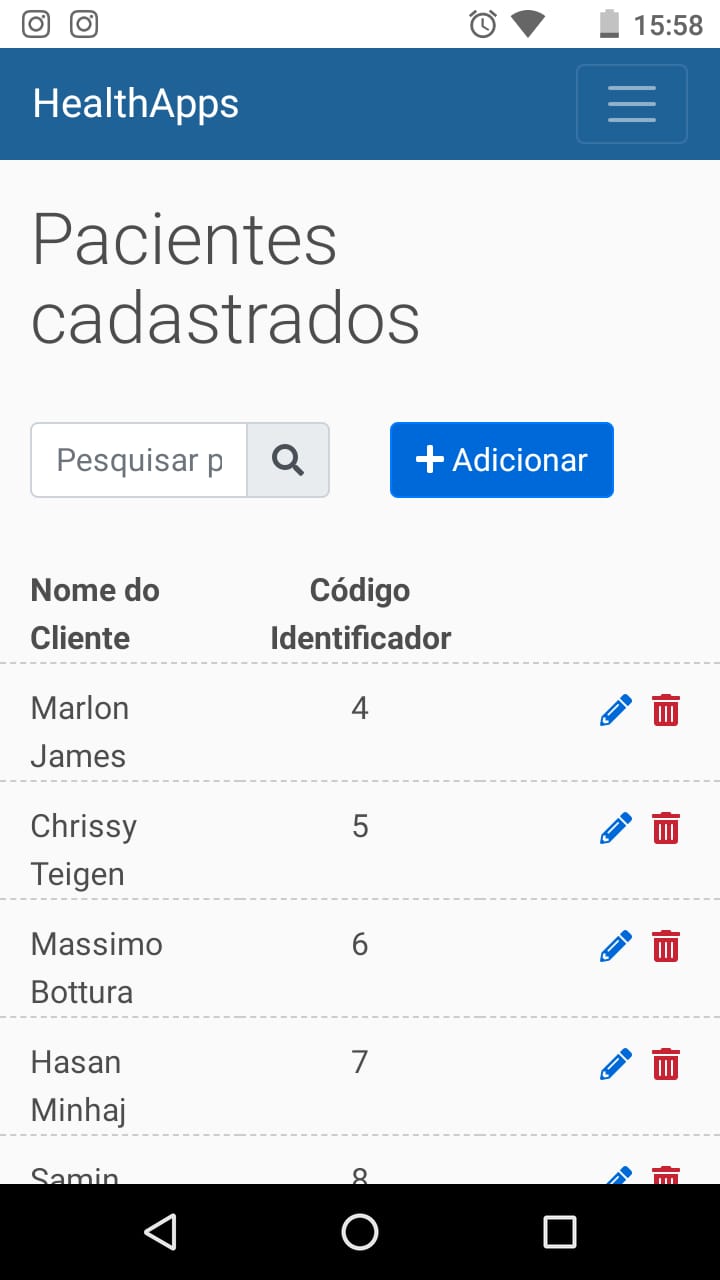 15:58
HealthApps
Pacientes
cadastrados
Pesquisar p
Adicionar
Nome do
Cliente
Código
Identificador
Marlon
James
4
Chrissy
Teigen
5
Massimo
Bottura
6
Hasan
Minhaj
7
Samin
8